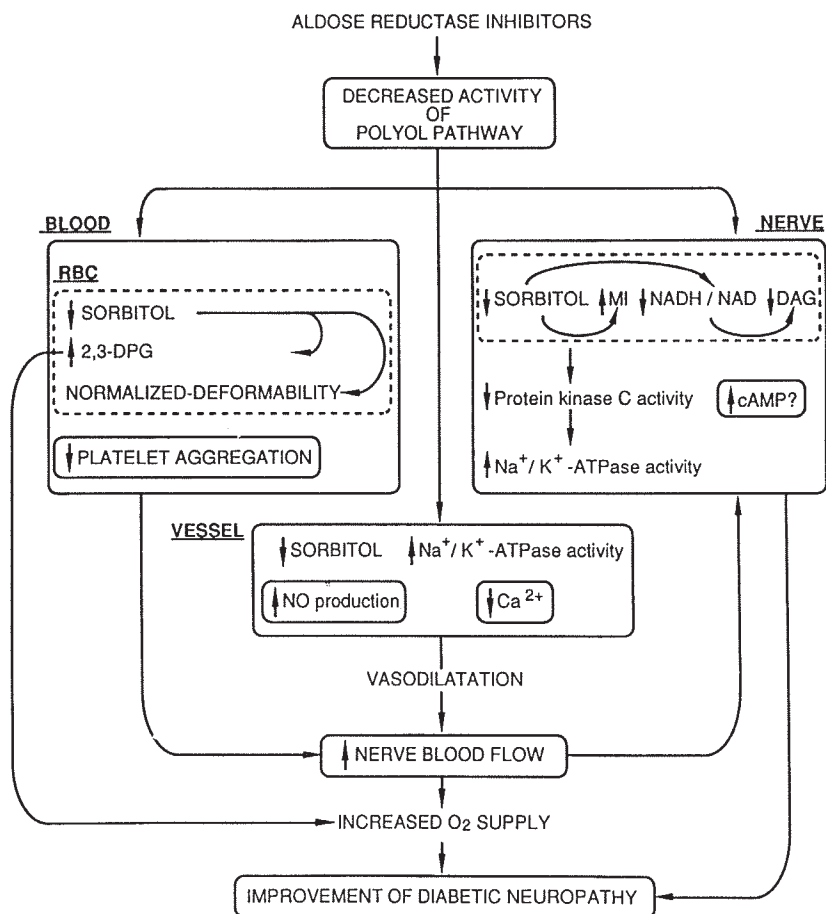 ALDOSE REDUCTASE INHIBITORS
DECREASED ACTIVITY
OF
POLYOL PATHWAY
BLOOD
RBC
↓ SORBITOL
↑ 2,3-DPG
NORMALIZED-DEFORMABILITY
↓ PLATELET AGGREGATION
NERVE
↓ SORBITOL ↑ MI ↓ NADH / NAD ↓ DAG
↓ Protein kinase C activity
↑ cAMP?
↑ Na⁺/ K⁺ -ATPase activity
VESSEL
↓ SORBITOL ↑ Na⁺/ K⁺ -ATPase activity
↑ NO production ↓ Ca ²⁺
VASODILATATION
↑ NERVE BLOOD FLOW
INCREASED O₂ SUPPLY
IMPROVEMENT OF DIABETIC NEUROPATHY